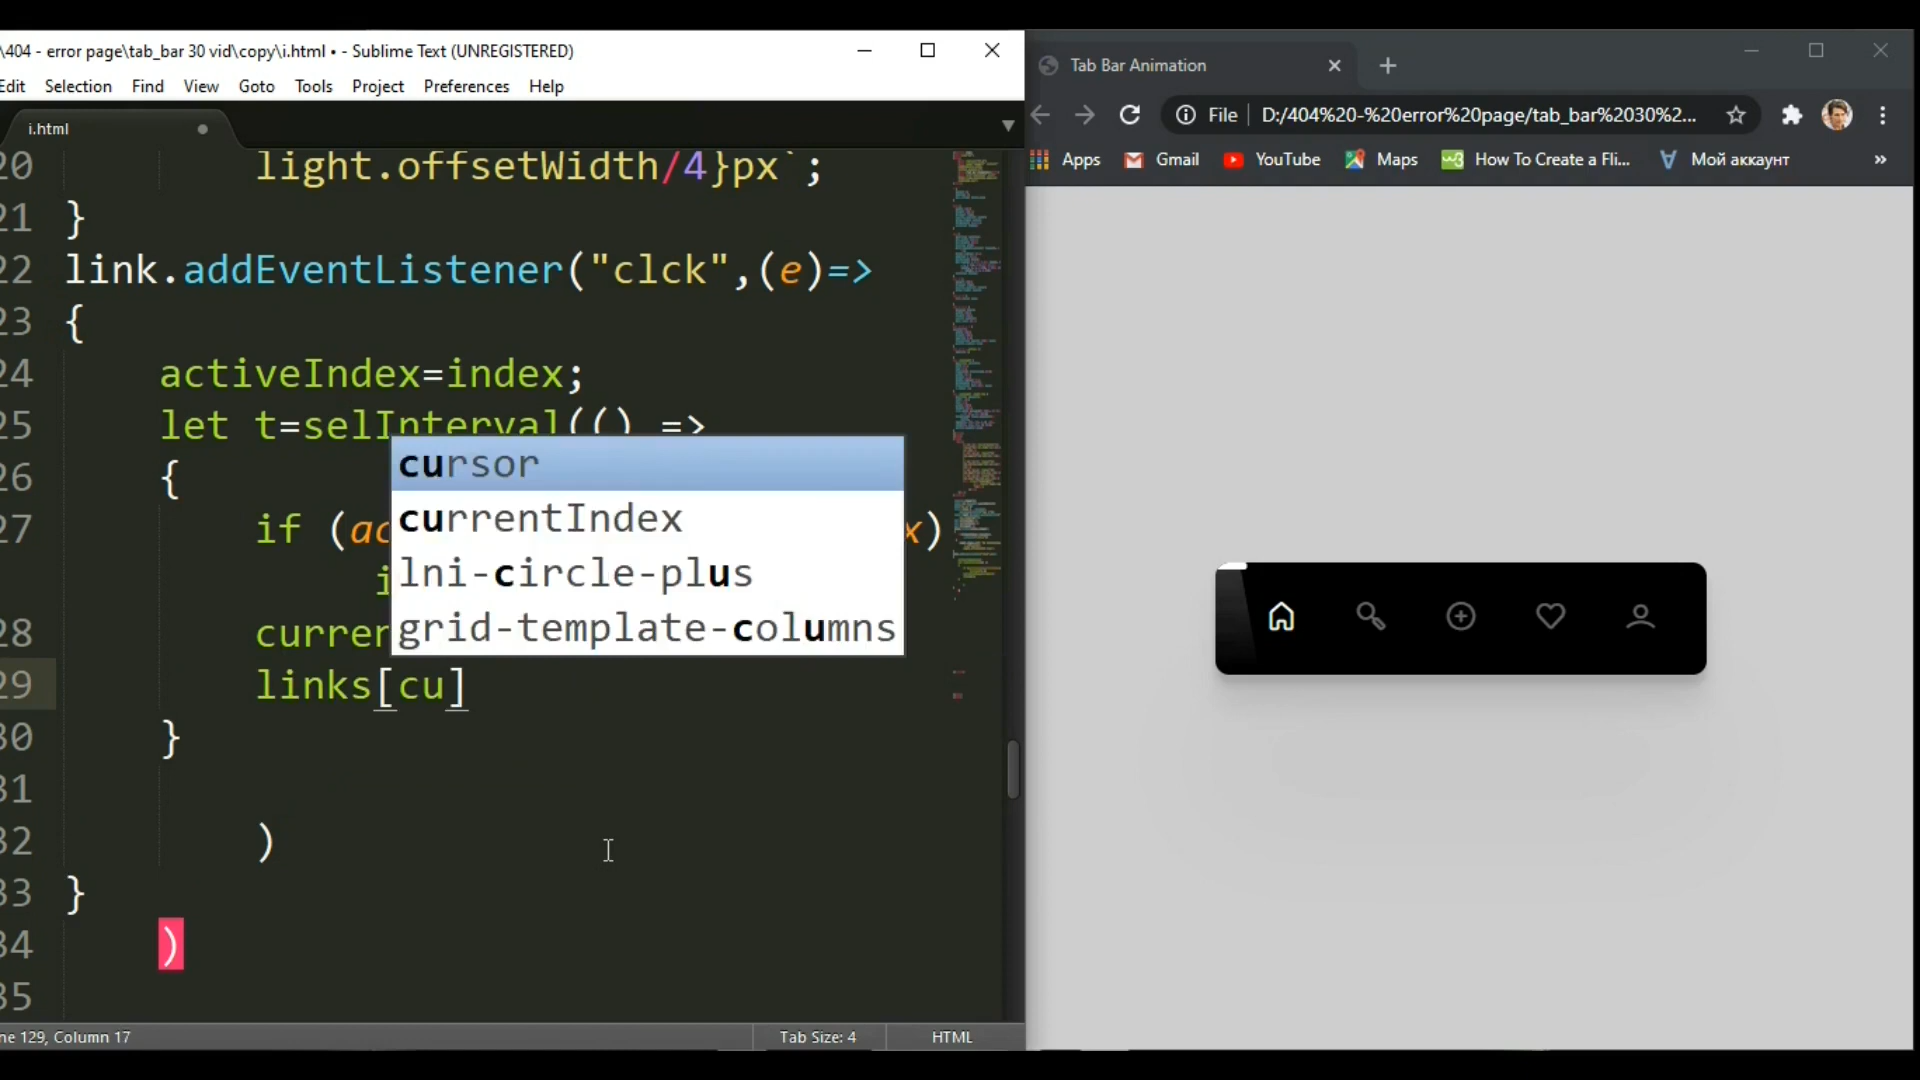 \404 - error page\tab_bar 30 vid\copy\i.html • - Sublime Text (UNREGISTERED)
Edit Selection Find View Goto Tools Project Preferences Help
i.html
20 light.offsetWidth/4}px`;
21 }
22 link.addEventListener("clck",(e)=>
23 {
24 activeIndex=index;
25 let t=selInterval(() =>
26 {
27 if (ac x)
i
28 curren
29 links[cu]
30 }
31
32 )
33 }
34 )
35
cursor
currentIndex
lni-circle-plus
grid-template-columns
ne 129, Column 17 Tab Size: 4 HTML
Tab Bar Animation
File D:/404%20-%20error%20page/tab_bar%2030%2...
Apps Gmail YouTube Maps w3 How To Create a Fli... Мой аккаунт »